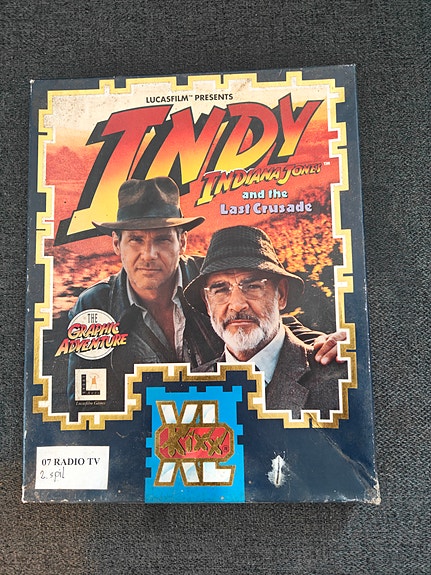 LUCASFILM™ PRESENTS
INDY
INDIANA JONES™
and the
Last Crusade
THE
GRAPHIC
ADVENTURE
Lucasfilm Games
XL
Kixx
07 RADIO TV
2. spil